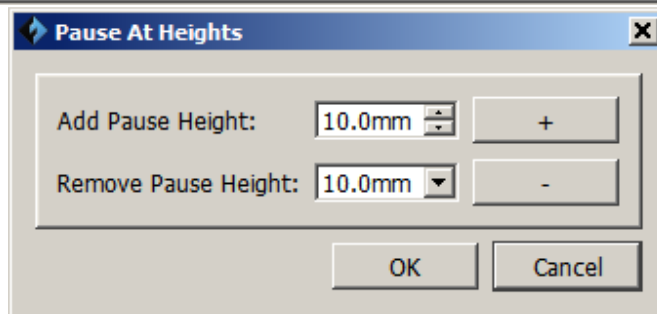 Pause At Heights
Add Pause Height: 10.0mm +
Remove Pause Height: 10.0mm -
OK Cancel